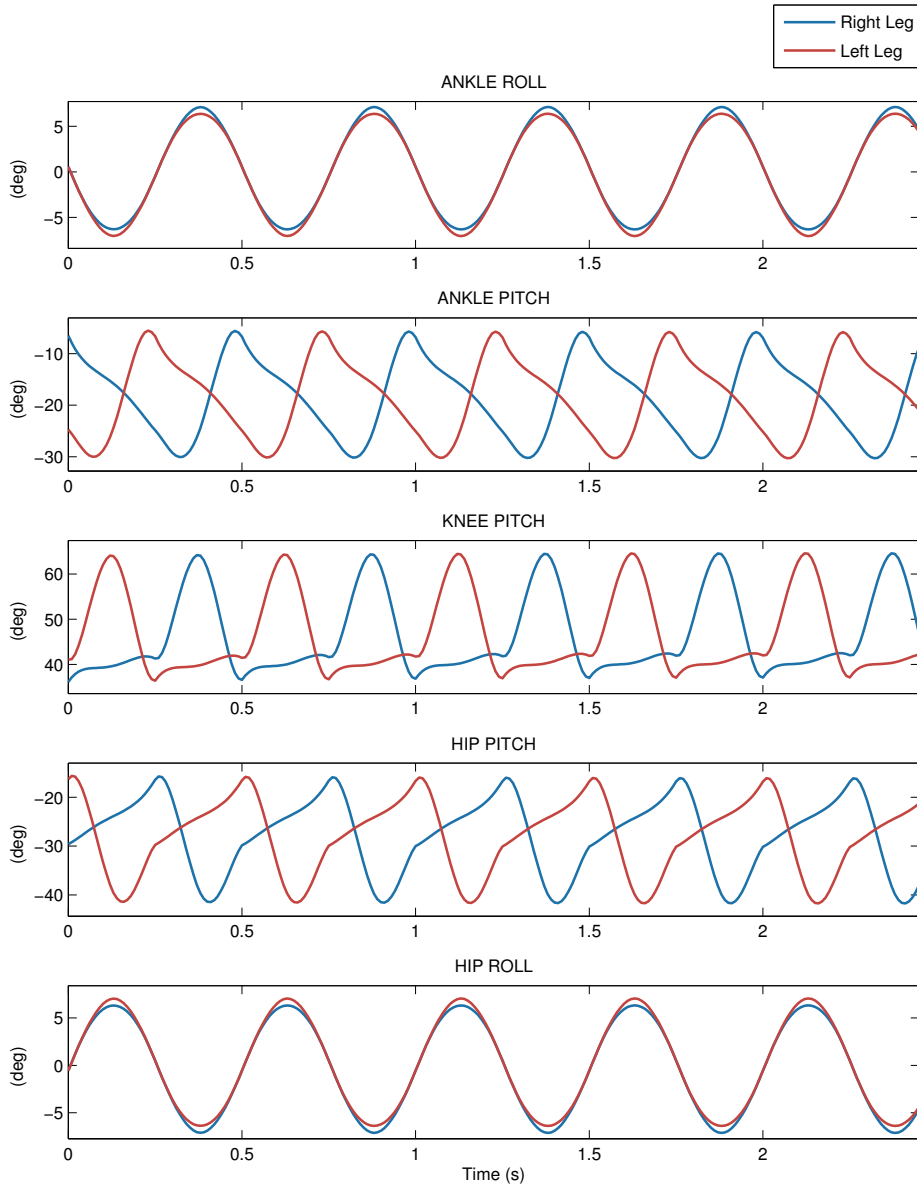 Right Leg
Left Leg
ANKLE ROLL
5
0
−5
(deg)
0 0.5 1 1.5 2
ANKLE PITCH
−10
−20
−30
(deg)
0 0.5 1 1.5 2
KNEE PITCH
60
50
40
(deg)
0 0.5 1 1.5 2
HIP PITCH
−20
−30
−40
(deg)
0 0.5 1 1.5 2
HIP ROLL
5
0
−5
(deg)
0 0.5 1 1.5 2
Time (s)